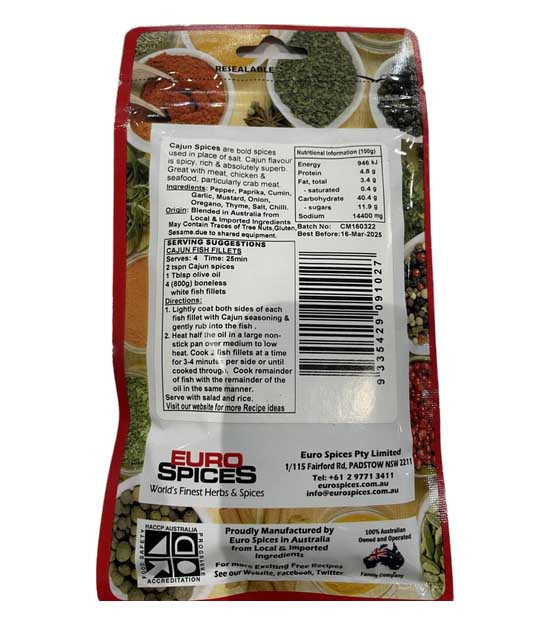 RESEALABLE
Cajun Spices are bold spices
used in place of salt. Cajun flavour
is spicy, rich & absolutely superb.
Great with meat, chicken &
seafood, particularly crab meat.
Ingredients: Pepper, Paprika, Cumin,
Garlic, Mustard, Onion,
Oregano, Thyme, Salt, Chilli.
Origin: Blended in Australia from
Local & Imported Ingredients
May Contain Traces of Tree Nuts,Gluten,
Sesame.due to shared equipment.
Nutritional Information (100g)
Energy 946 kJ
Protein 4.8 g
Fat, total 3.4 g
- saturated 0.4 g
Carbohydrate 40.4 g
- sugars 11.9 g
Sodium 14400 mg
Batch No: CM160322
Best Before: 16-Mar-2025
SERVING SUGGESTIONS
CAJUN FISH FILLETS
Serves: 4 Time: 25min
2 tspn Cajun spices
1 Tblsp olive oil
4 (800g) boneless
white fish fillets
Directions:
1. Lightly coat both sides of each
fish fillet with Cajun seasoning &
gently rub into the fish .
2. Heat half the oil in a large non-
stick pan over medium to low
heat. Cook 2 fish fillets at a time
for 3-4 minutes per side or until
cooked through. Cook remainder
of fish with the remainder of the
oil in the same manner.
Serve with salad and rice.
Visit our website for more Recipe ideas
9 335429 091027
EURO
SPICES
World's Finest Herbs & Spices
Euro Spices Pty Limited
1/115 Fairford Rd, PADSTOW NSW 2211
Tel: +61 2 9771 3411
eurospices.com.au
info@eurospices.com.au
HACCP AUSTRALIA
FOOD SAFETY
PROGRAMME
ACCREDITATION
Proudly Manufactured by
Euro Spices in Australia
from Local & Imported
Ingredients
For more Exciting Free Recipes
See our Website, Facebook, Twitter
100% Australian
Owned and Operated
Family Company